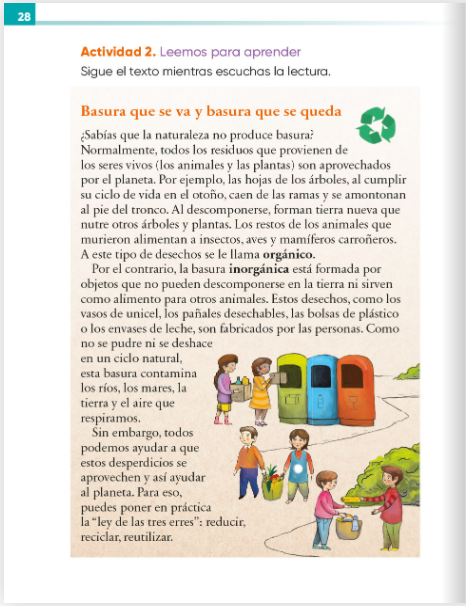 28
Actividad 2. Leemos para aprender
Sigue el texto mientras escuchas la lectura.
Basura que se va y basura que se queda
¿Sabías que la naturaleza no produce basura?
Normalmente, todos los residuos que provienen de
los seres vivos (los animales y las plantas) son aprovechados
por el planeta. Por ejemplo, las hojas de los árboles, al cumplir
su ciclo de vida en el otoño, caen de las ramas y se amontonan
al pie del tronco. Al descomponerse, forman tierra nueva que
nutre otros árboles y plantas. Los restos de los animales que
murieron alimentan a insectos, aves y mamíferos carroñeros.
A este tipo de desechos se le llama orgánico.
Por el contrario, la basura inorgánica está formada por
objetos que no pueden descomponerse en la tierra ni sirven
como alimento para otros animales. Estos desechos, como los
vasos de unicel, los pañales desechables, las bolsas de plástico
o los envases de leche, son fabricados por las personas. Como
no se pudre ni se deshace
en un ciclo natural,
esta basura contamina
los ríos, los mares, la
tierra y el aire que
respiramos.
Sin embargo, todos
podemos ayudar a que
estos desperdicios se
aprovechen y así ayudar
al planeta. Para eso,
puedes poner en práctica
la “ley de las tres erres”: reducir,
reciclar, reutilizar.